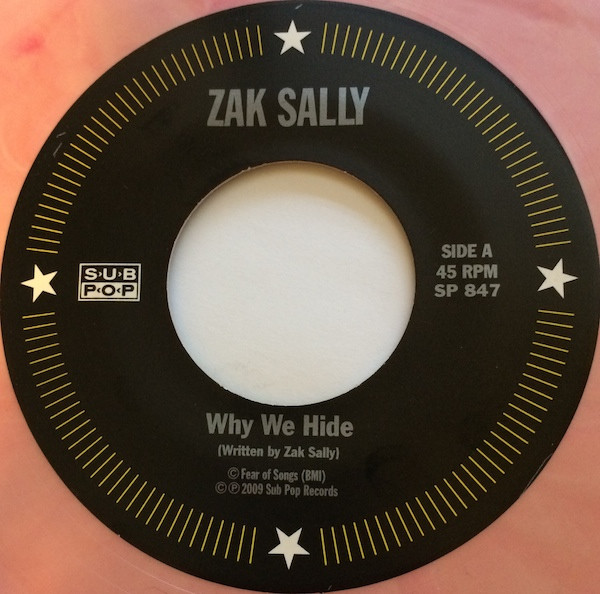 ZAK SALLY
SUB
POP
SIDE A
45 RPM
SP 847
Why We Hide
(Written by Zak Sally)
© Fear of Songs (BMI)
© ℗ 2009 Sub Pop Records